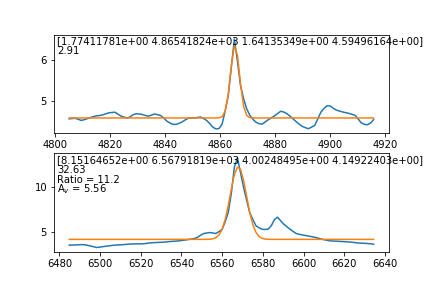 [1.77411781e+00 4.86541824e+03 1.64135349e+00 4.59496164e+00]
2.91
6
5
4800 4820 4840 4860 4880 4900 4920
[8.15164652e+00 6.56791819e+03 4.00248495e+00 4.14922403e+00]
32.63
Ratio = 11.2
Aᵥ = 5.56
10
5
6480 6500 6520 6540 6560 6580 6600 6620 6640